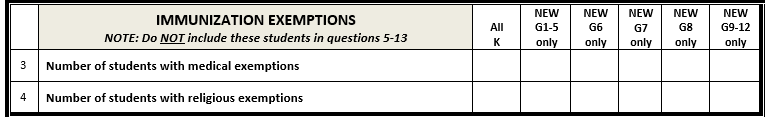 IMMUNIZATION EXEMPTIONS
NOTE: Do NOT include these students in questions 5-13
All
K
NEW
G1-5
only
NEW
G6
only
NEW
G7
only
NEW
G8
only
NEW
G9-12
only
3 Number of students with medical exemptions
4 Number of students with religious exemptions